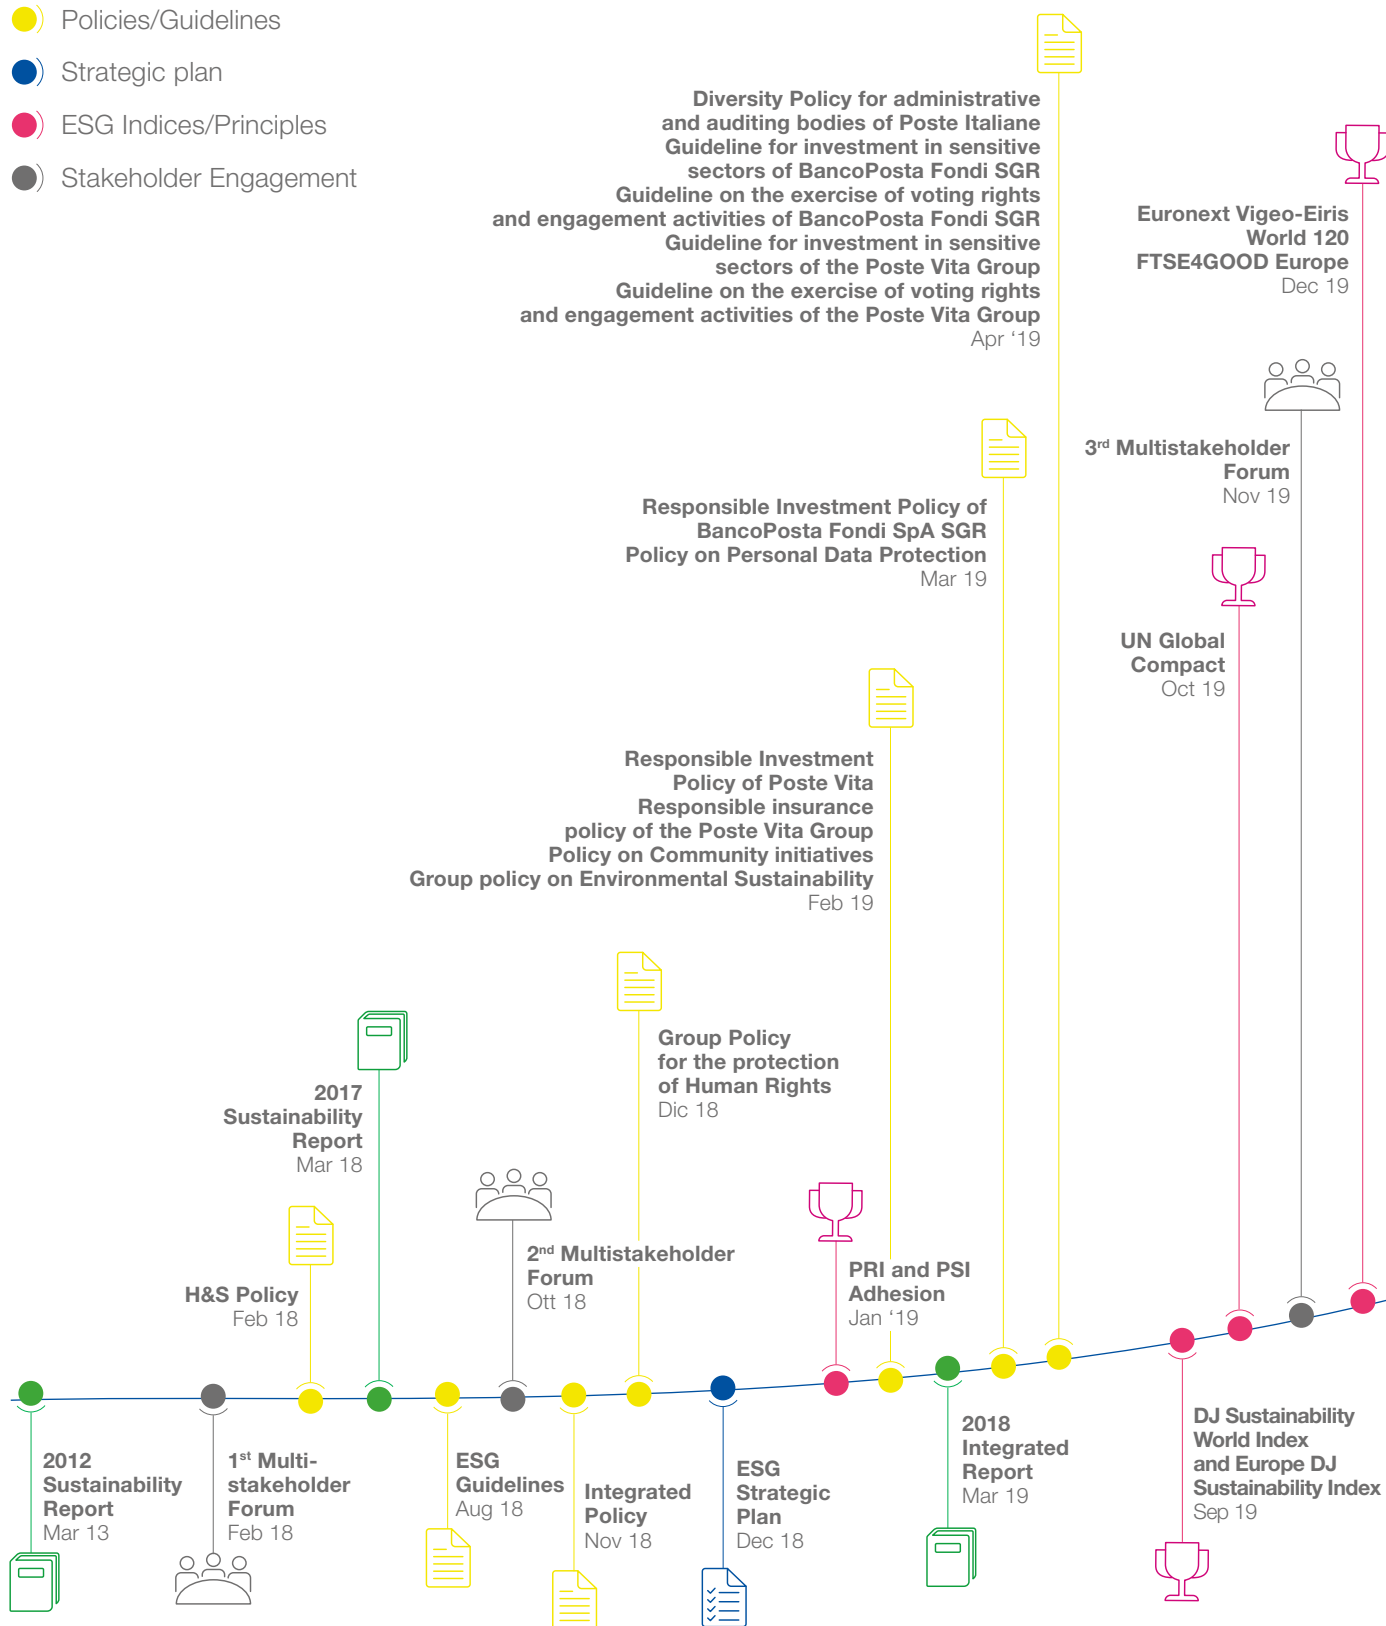 Policies/Guidelines
Strategic plan
ESG Indices/Principles
Stakeholder Engagement
Diversity Policy for administrative
and auditing bodies of Poste Italiane
Guideline for investment in sensitive
sectors of BancoPosta Fondi SGR
Guideline on the exercise of voting rights
and engagement activities of BancoPosta Fondi SGR
Guideline for investment in sensitive
sectors of the Poste Vita Group
Guideline on the exercise of voting rights
and engagement activities of the Poste Vita Group
Apr ‘19
Euronext Vigeo-Eiris
World 120
FTSE4GOOD Europe
Dec 19
3rd Multistakeholder
Forum
Nov 19
Responsible Investment Policy of
BancoPosta Fondi SpA SGR
Policy on Personal Data Protection
Mar 19
UN Global
Compact
Oct 19
Responsible Investment
Policy of Poste Vita
Responsible insurance
policy of the Poste Vita Group
Policy on Community initiatives
Group policy on Environmental Sustainability
Feb 19
Group Policy
for the protection
of Human Rights
Dic 18
2017
Sustainability
Report
Mar 18
2nd Multistakeholder
Forum
Ott 18
PRI and PSI
Adhesion
Jan ‘19
H&S Policy
Feb 18
2012
Sustainability
Report
Mar 13
1st Multi-
stakeholder
Forum
Feb 18
ESG
Guidelines
Aug 18
Integrated
Policy
Nov 18
ESG
Strategic
Plan
Dec 18
2018
Integrated
Report
Mar 19
DJ Sustainability
World Index
and Europe DJ
Sustainability Index
Sep 19